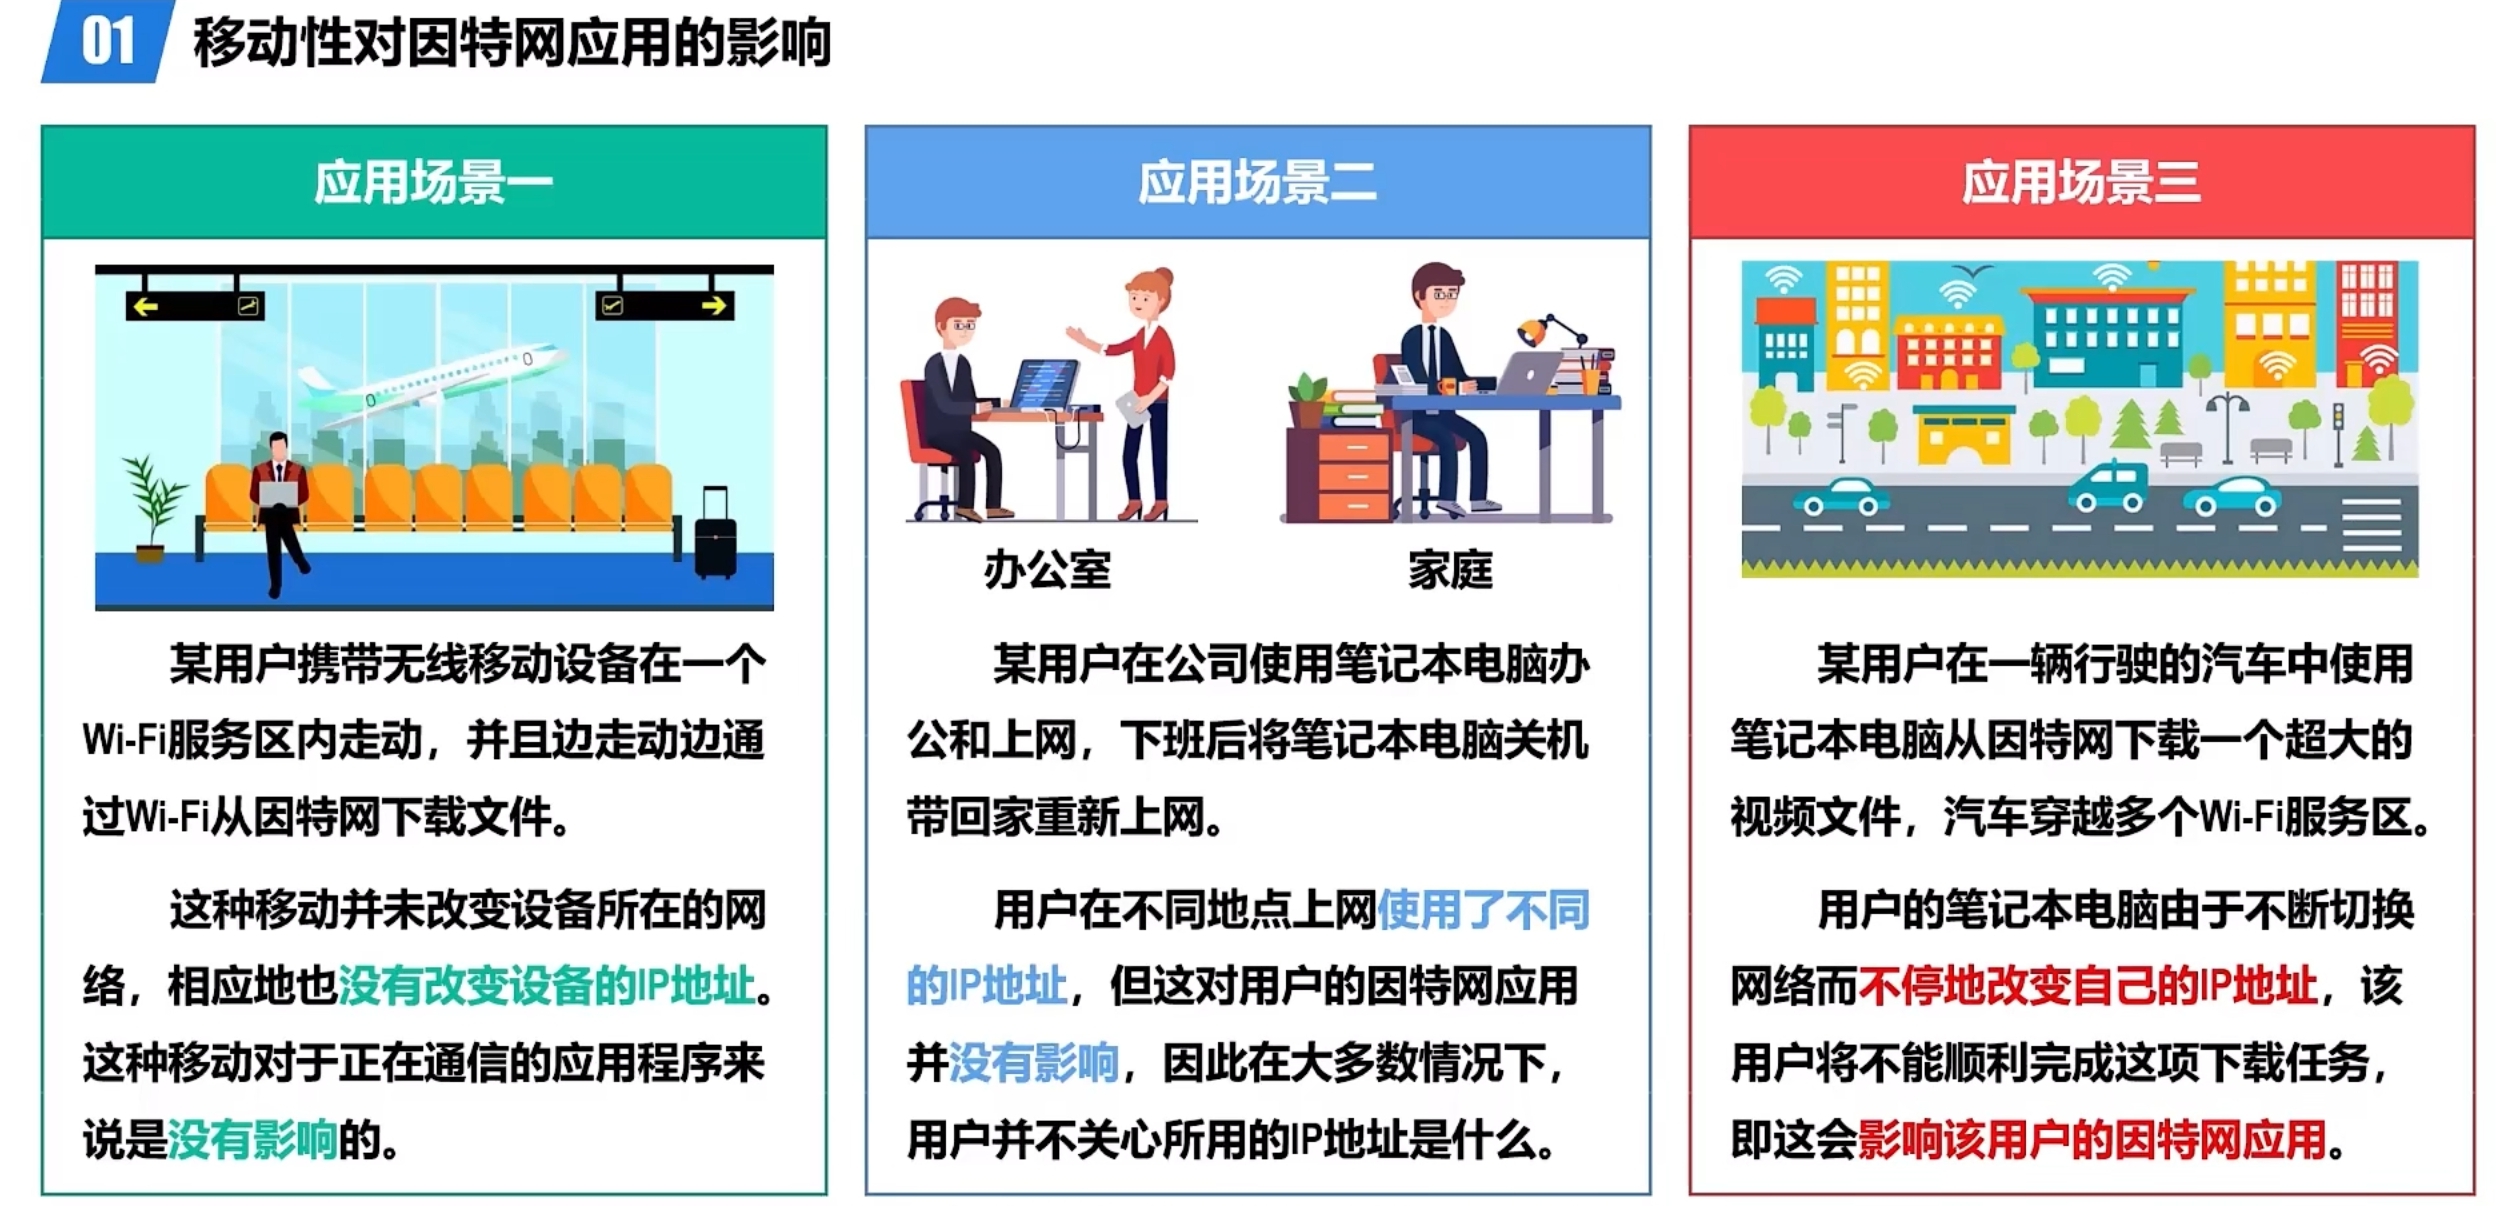 01 移动性对因特网应用的影响
应用场景一
某用户携带无线移动设备在一个
Wi-Fi服务区内走动，并且边走动边通
过Wi-Fi从因特网下载文件。
这种移动并未改变设备所在的网
络，相应地也没有改变设备的IP地址。
这种移动对于正在通信的应用程序来
说是没有影响的。
应用场景二
办公室
家庭
某用户在公司使用笔记本电脑办
公和上网，下班后将笔记本电脑关机
带回家重新上网。
用户在不同地点上网使用了不同
的IP地址，但这对用户的因特网应用
并没有影响，因此在大多数情况下，
用户并不关心所用的IP地址是什么。
应用场景三
某用户在一辆行驶的汽车中使用
笔记本电脑从因特网下载一个超大的
视频文件，汽车穿越多个Wi-Fi服务区。
用户的笔记本电脑由于不断切换
网络而不停地改变自己的IP地址，该
用户将不能顺利完成这项下载任务，
即这会影响该用户的因特网应用。